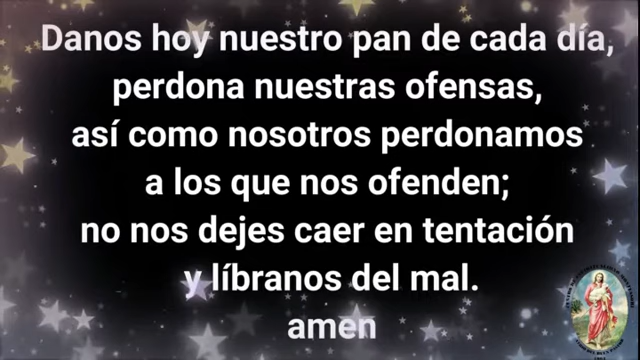 Danos hoy nuestro pan de cada día,
perdona nuestras ofensas,
así como nosotros perdonamos
a los que nos ofenden;
no nos dejes caer en tentación
y líbranos del mal.
amen